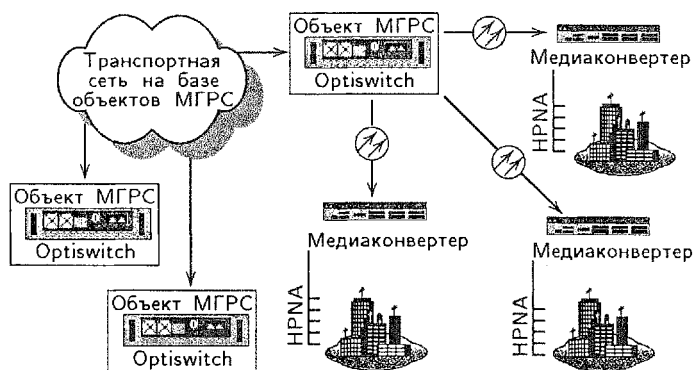 Транспортная
сеть на базе
объектов МГРС
Объект МГРС
Optiswitch
Медиаконвертер
HPNA
Объект МГРС
Optiswitch
Медиаконвертер
HPNA
Медиаконвертер
HPNA
Объект МГРС
Optiswitch